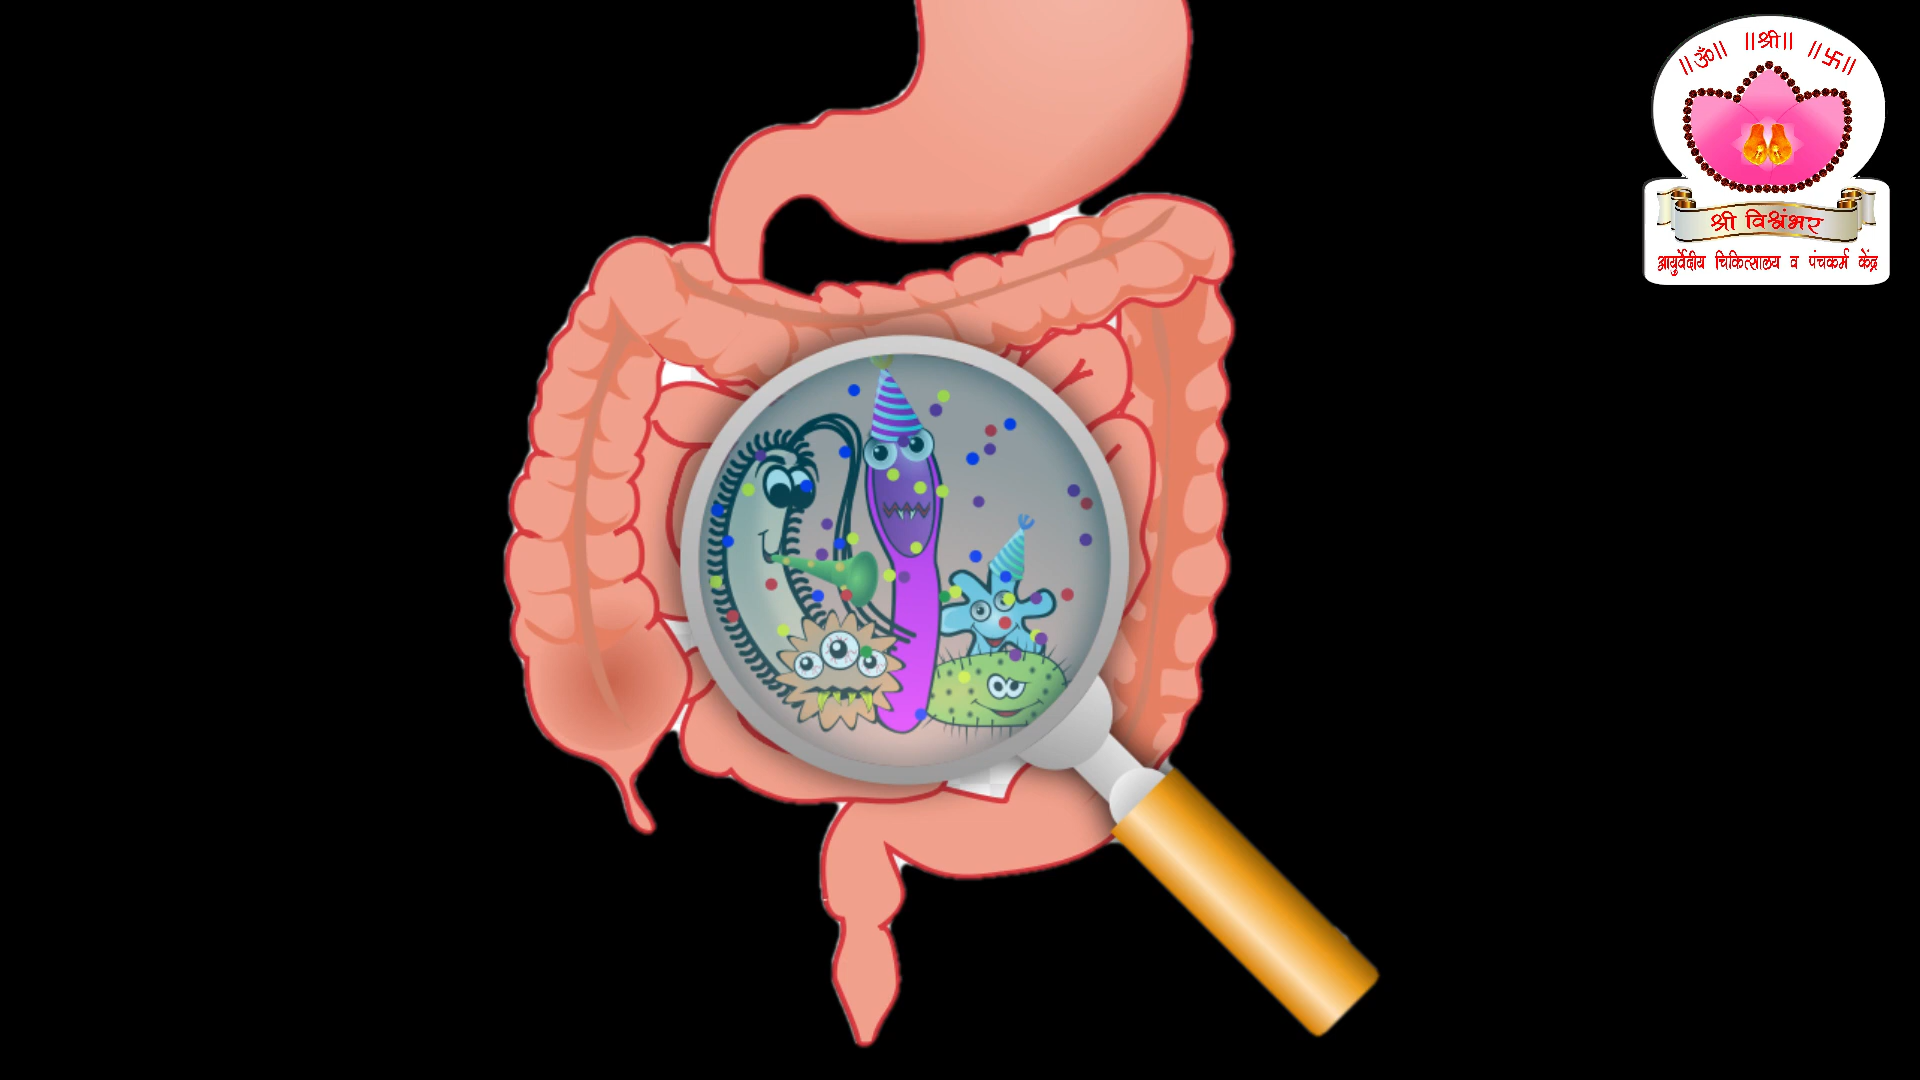 ॥ॐ॥ ॥श्री॥ ॥卐॥
श्री विश्वंभर
आयुर्वेदीय चिकित्सालय व पंचकर्म केंद्र